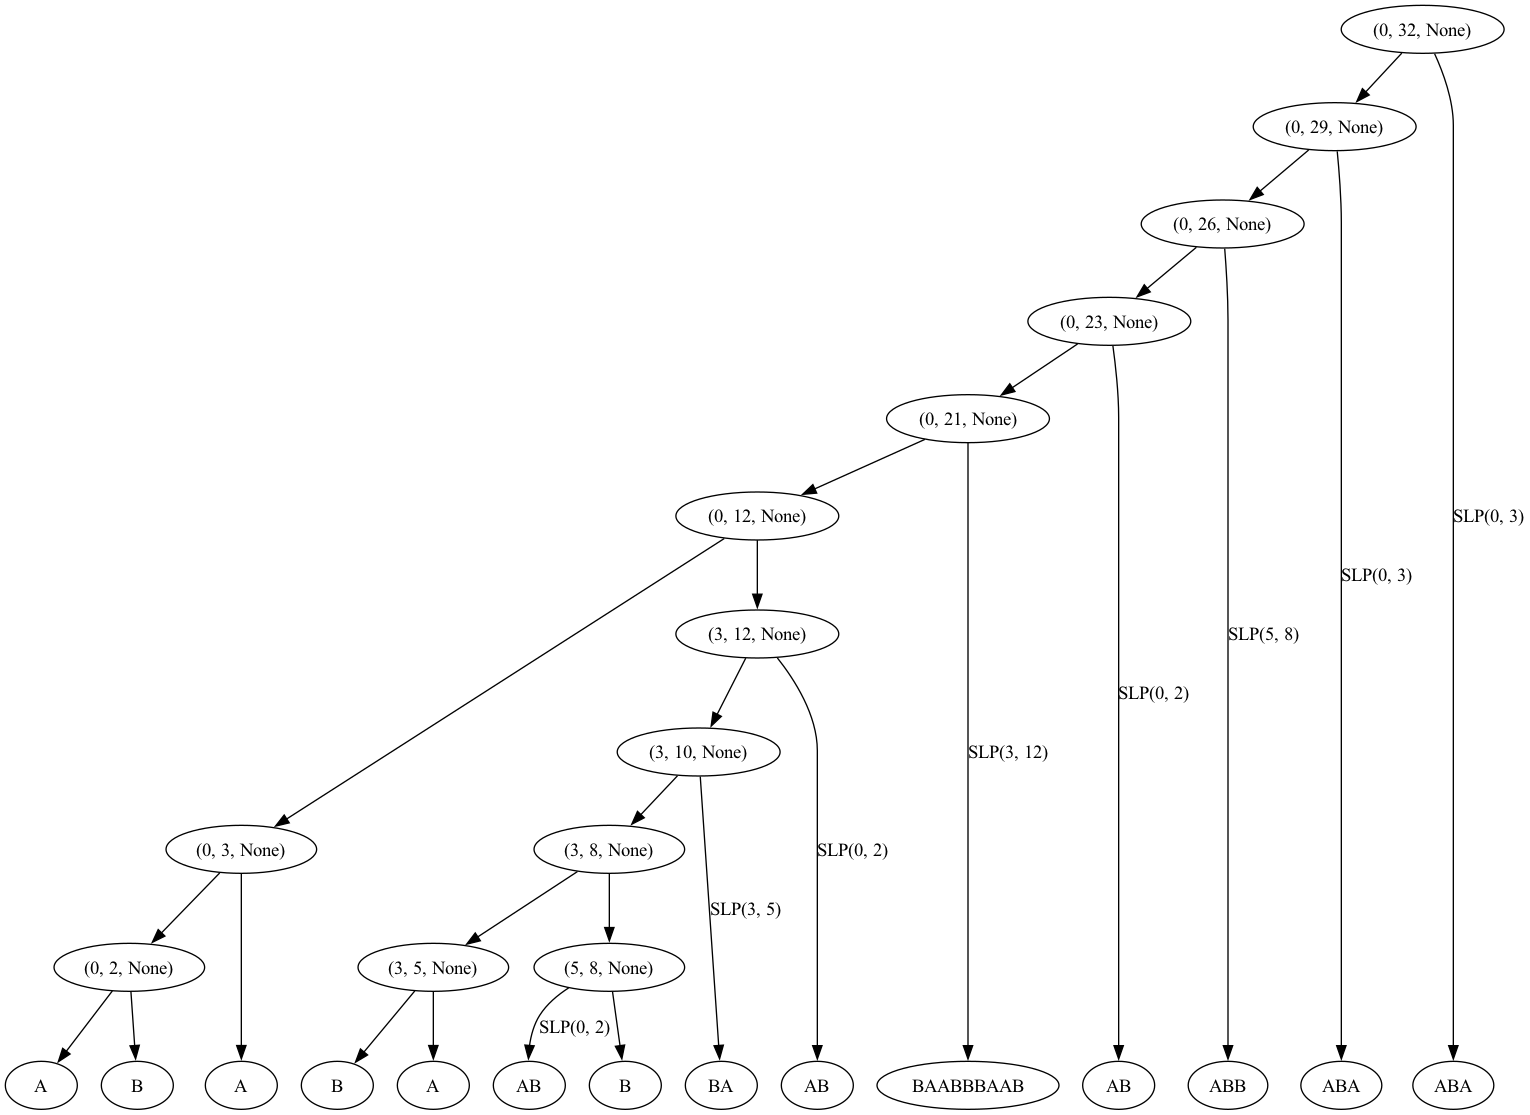 (0, 32, None)
(0, 29, None)
(0, 26, None)
(0, 23, None)
(0, 21, None)
(0, 12, None)
SLP(0, 3)
SLP(0, 3)
(3, 12, None)
SLP(5, 8)
SLP(0, 2)
(3, 10, None)
SLP(3, 12)
(0, 3, None)
(3, 8, None)
SLP(0, 2)
SLP(3, 5)
(0, 2, None)
(3, 5, None)
(5, 8, None)
SLP(0, 2)
A B A B A AB B BA AB BAABBBAAB AB ABB ABA ABA